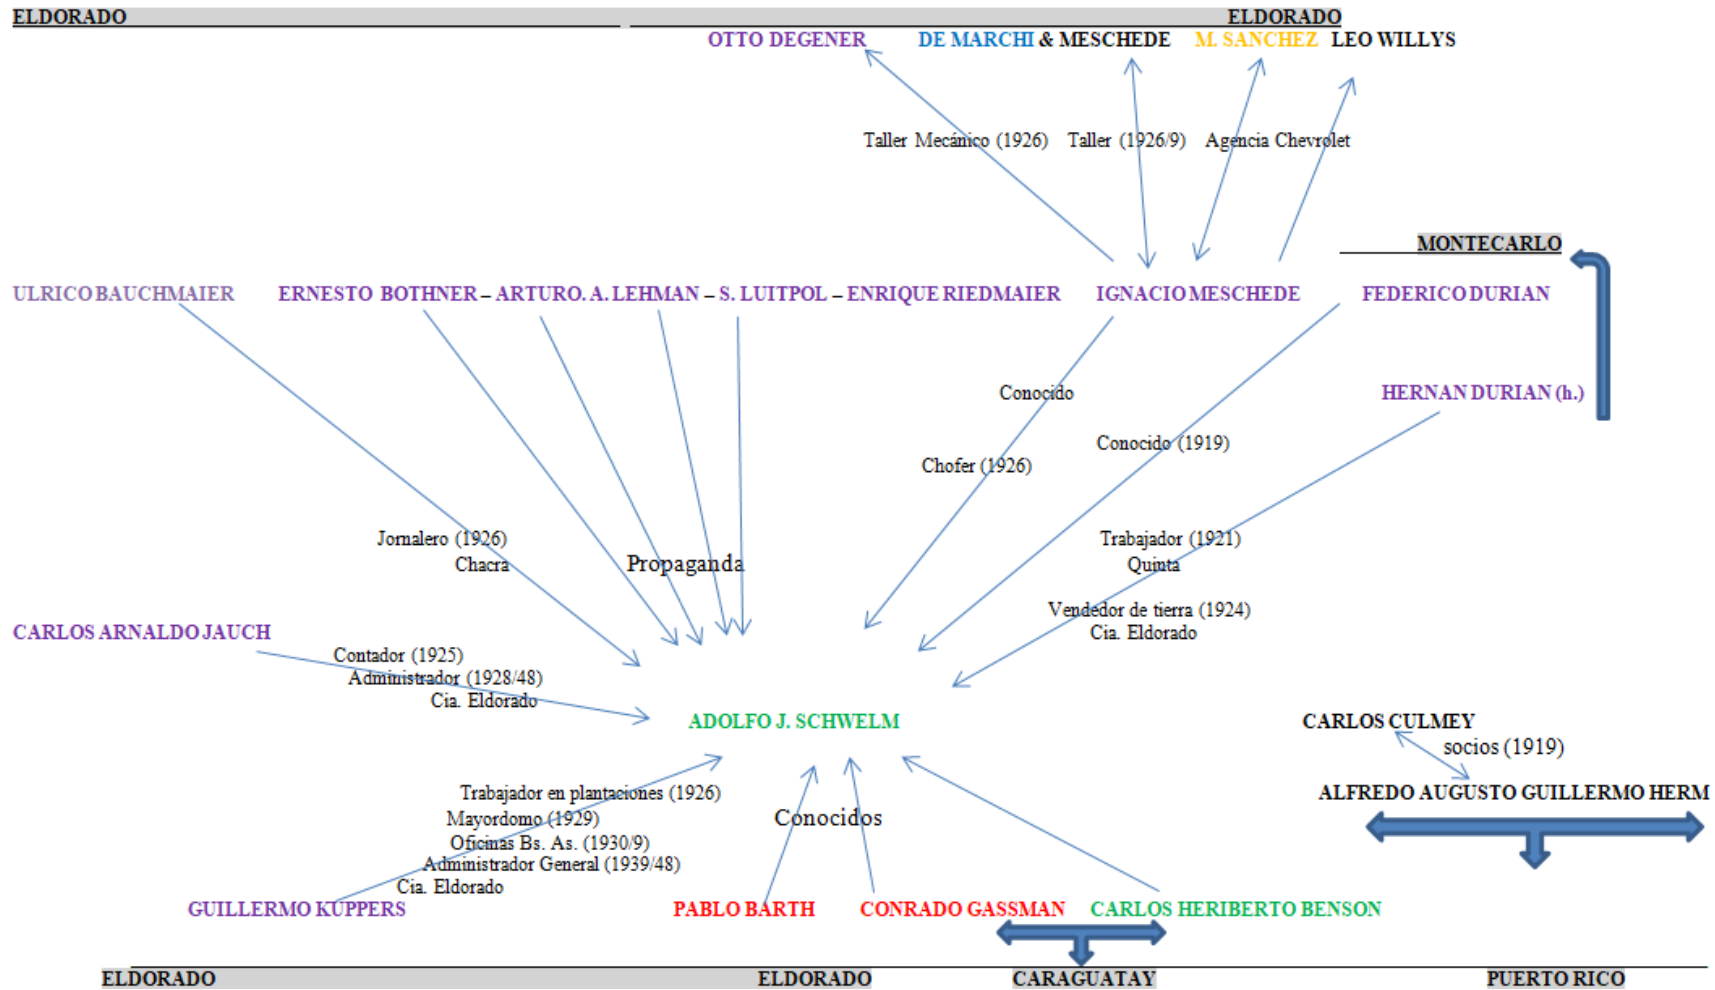 ELDORADO
ELDORADO
OTTO DEGENER DE MARCHI & MESCHEDE M. SANCHEZ LEO WILLYS
Taller Mecánico (1926) Taller (1926/9) Agencia Chevrolet
MONTECARLO
ULRICO BAUCHMAIER ERNESTO BOTHNER – ARTURO. A. LEHMAN – S. LUITPOL – ENRIQUE RIEDMAIER IGNACIO MESCHEDE FEDERICO DURIAN
Conocido
HERNAN DURIAN (h.)
Conocido (1919)
Chofer (1926)
Jornalero (1926)
Chacra
Propaganda
Trabajador (1921)
Quinta
Vendedor de tierra (1924)
Cia. Eldorado
CARLOS ARNALDO JAUCH
Contador (1925)
Administrador (1928/48)
Cia. Eldorado
ADOLFO J. SCHWELM
CARLOS CULMEY
socios (1919)
ALFREDO AUGUSTO GUILLERMO HERM
Trabajador en plantaciones (1926)
Mayordomo (1929)
Oficinas Bs. As. (1930/9)
Administrador General (1939/48)
Cia. Eldorado
Conocidos
GUILLERMO KUPPERS PABLO BARTH CONRADO GASSMAN CARLOS HERIBERTO BENSON
ELDORADO ELDORADO CARAGUATAY PUERTO RICO